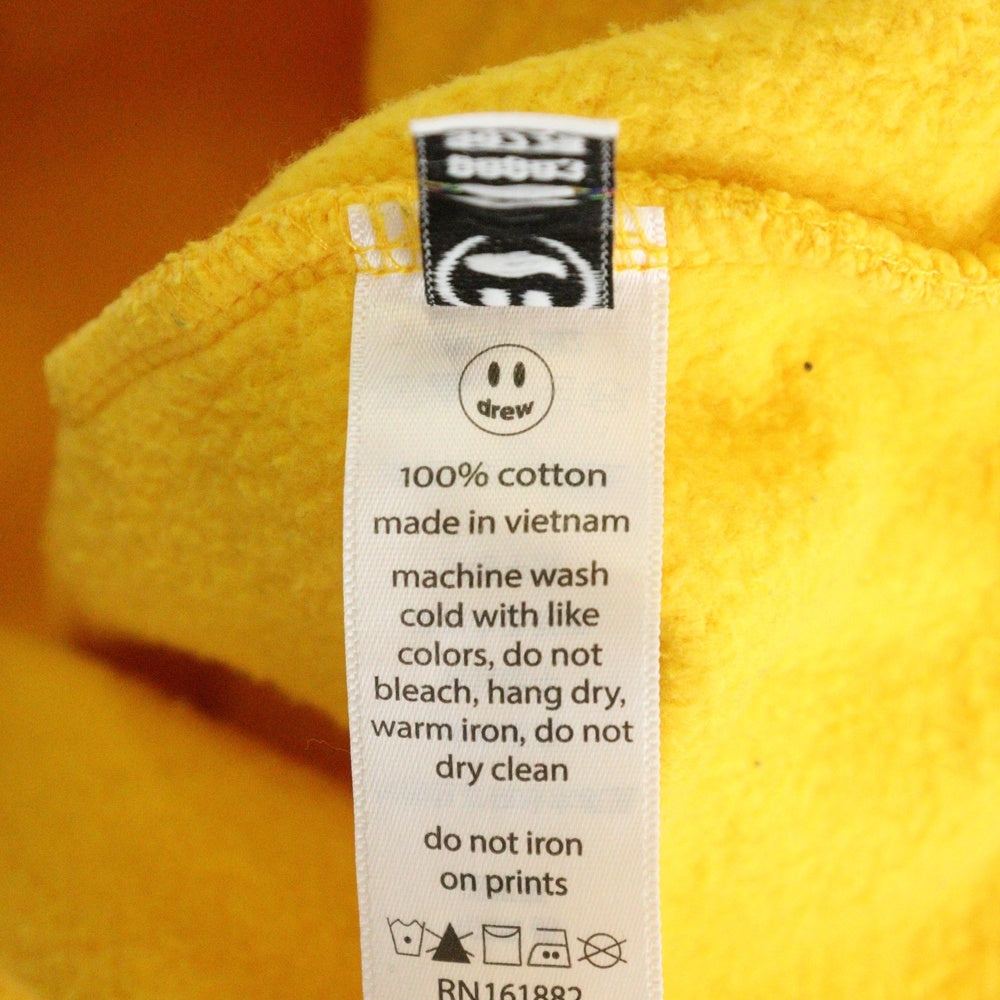 drew
100% cotton
made in vietnam
machine wash
cold with like
colors, do not
bleach, hang dry,
warm iron, do not
dry clean
do not iron
on prints
RN161882